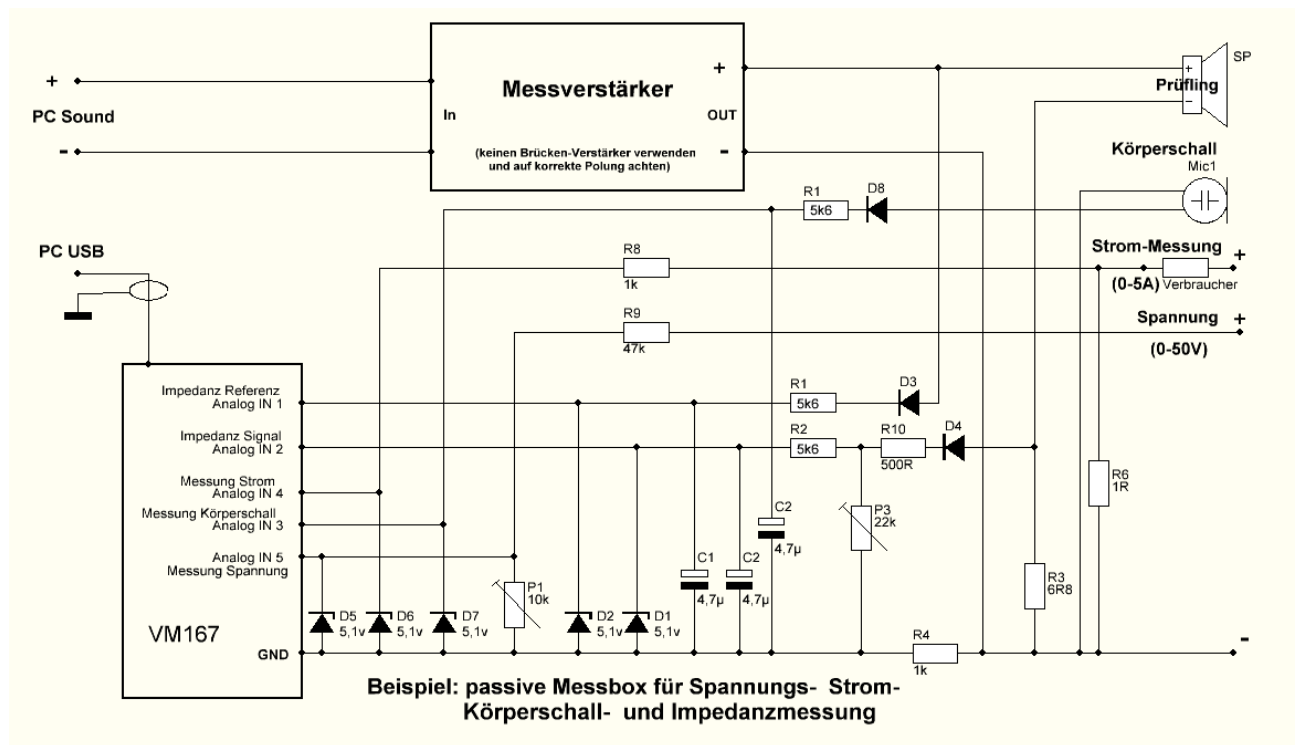 +
PC Sound
-
Messverstärker
In
+
OUT
-
(keinen Brücken-Verstärker verwenden
und auf korrekte Polung achten)
SP
+
Prüfling
-
Körperschall
Mic1
R1
5k6
D8
PC USB
R8
1k
Strom-Messung
+
(0-5A)
Verbraucher
R9
47k
Spannung
+
(0-50V)
Impedanz Referenz
Analog IN 1
R1
5k6
D3
Impedanz Signal
Analog IN 2
R2
5k6
R10
500R
D4
Messung Strom
Analog IN 4
R6
1R
Messung Körperschall
Analog IN 3
C2
4,7µ
P3
22k
Analog IN 5
Messung Spannung
C1
4,7µ
C2
4,7µ
R3
6R8
P1
10k
D5
5,1v
D6
5,1v
D7
5,1v
D2
5,1v
D1
5,1v
VM167
GND
R4
1k
-
Beispiel: passive Messbox für Spannungs- Strom-
Körperschall- und Impedanzmessung